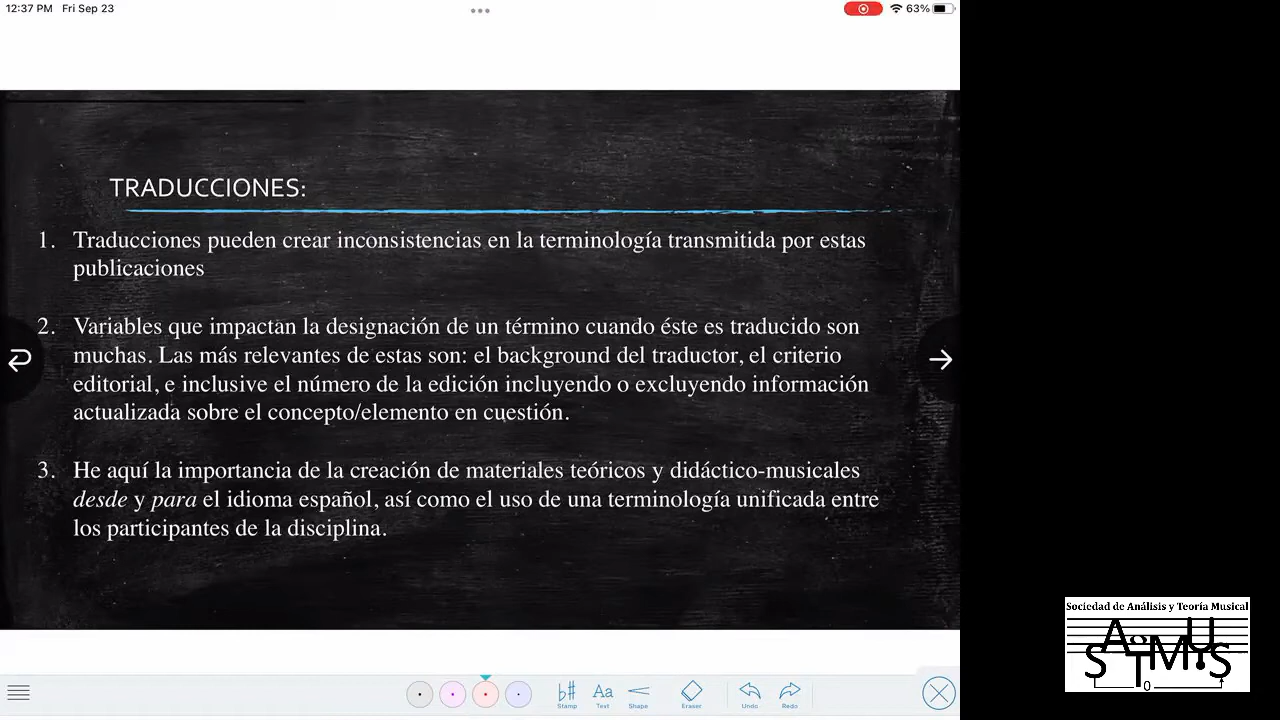 12:37 PM Fri Sep 23
63%
TRADUCCIONES:
1. Traducciones pueden crear inconsistencias en la terminología transmitida por estas
publicaciones
2. Variables que impactan la designación de un término cuando éste es traducido son
muchas. Las más relevantes de estas son: el background del traductor, el criterio
editorial, e inclusive el número de la edición incluyendo o excluyendo información
actualizada sobre el concepto/elemento en cuestión.
3. He aquí la importancia de la creación de materiales teóricos y didáctico-musicales
desde y para el idioma español, así como el uso de una terminología unificada entre
los participantes de la disciplina.
Sociedad de Análisis y Teoría Musical
SATMUS
0
Stamp
Aa
Text
Shape
Eraser
Undo
Redo